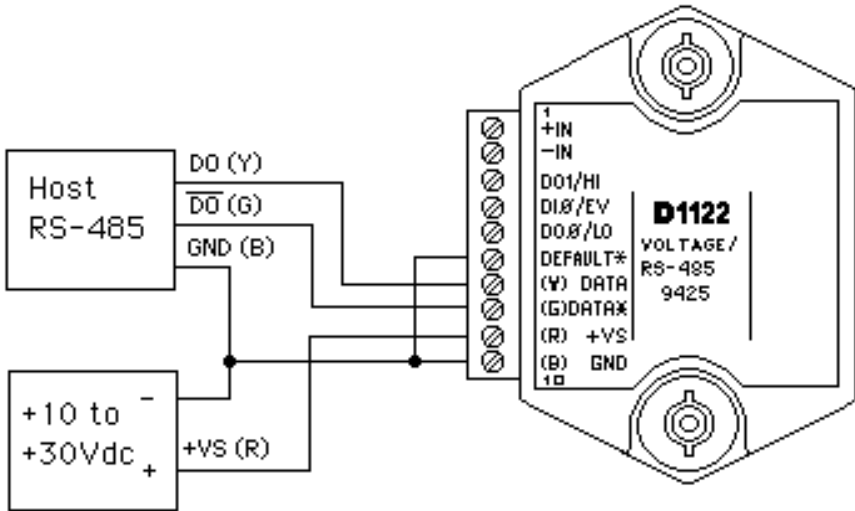 Host
RS-485
DO (Y)
D̅O̅ (G)
GND (B)
+10 to
+30Vdc
-
+
+VS (R)
1
+IN
-IN
DO1/HI
DI.0/EV
DO.0/LO
DEFAULT*
(Y) DATA
(G)DATA*
(R) +VS
(B) GND
10
D1122
VOLTAGE/
RS-485
9425